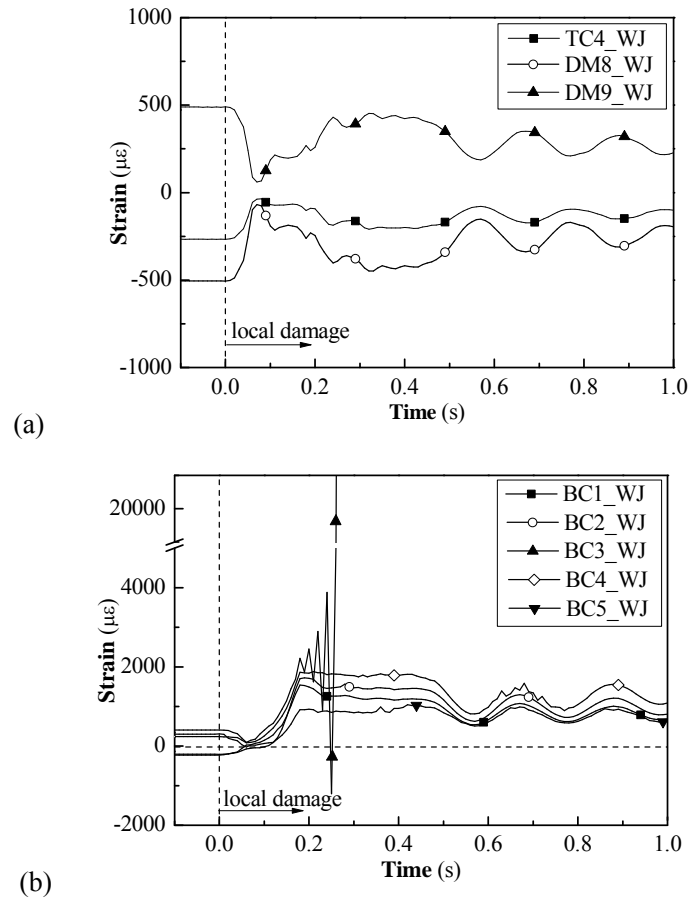 1000
500
0
-500
-1000
Strain (με)
TC4_WJ
DM8_WJ
DM9_WJ
local damage
0.0 0.2 0.4 0.6 0.8 1.0
Time (s)
(a)
20000
4000
2000
0
-2000
Strain (με)
BC1_WJ
BC2_WJ
BC3_WJ
BC4_WJ
BC5_WJ
local damage
0.0 0.2 0.4 0.6 0.8 1.0
Time (s)
(b)